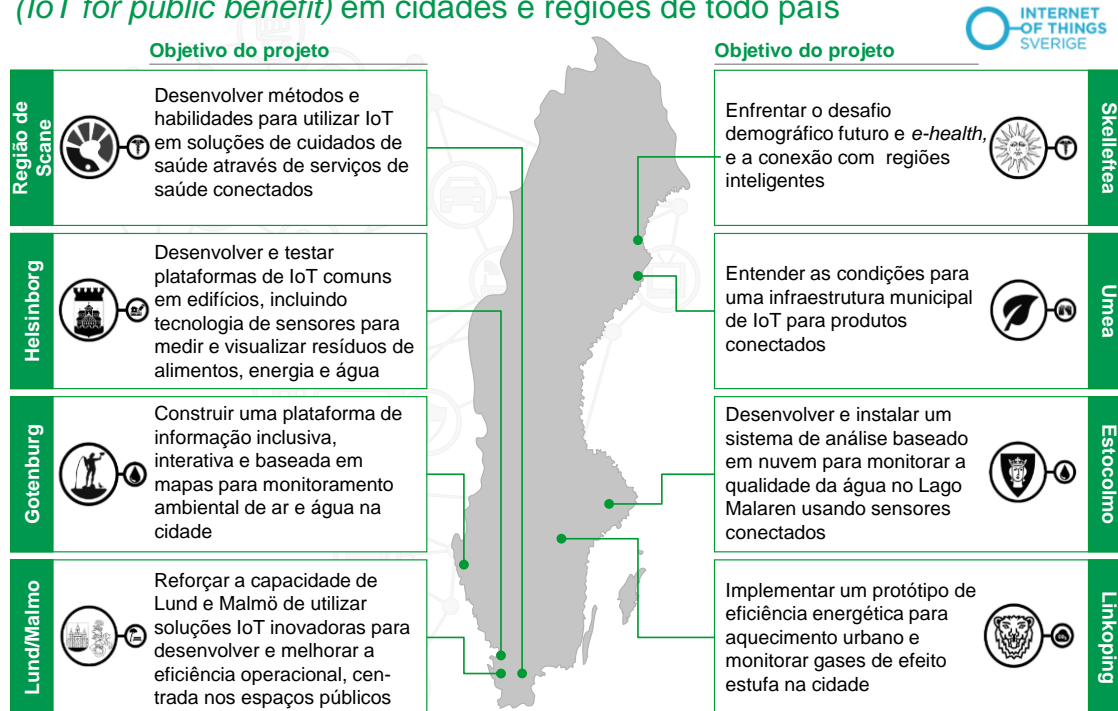 (IoT for public benefit) em cidades e regiões de todo país
INTERNET
OF THINGS
SVERIGE
Objetivo do projeto
Região de
Scane
Desenvolver métodos e
habilidades para utilizar IoT
em soluções de cuidados de
saúde através de serviços de
saúde conectados
Helsinborg
Desenvolver e testar
plataformas de IoT comuns
em edifícios, incluindo
tecnologia de sensores para
medir e visualizar resíduos de
alimentos, energia e água
Gotenburg
Construir uma plataforma de
informação inclusiva,
interativa e baseada em
mapas para monitoramento
ambiental de ar e água na
cidade
Lund/Malmo
Reforçar a capacidade de
Lund e Malmö de utilizar
soluções IoT inovadoras para
desenvolver e melhorar a
eficiência operacional, cen-
trada nos espaços públicos
Objetivo do projeto
Enfrentar o desafio
demográfico futuro e e-health,
e a conexão com regiões
inteligentes
Skelleftea
Entender as condições para
uma infraestrutura municipal
de IoT para produtos
conectados
Umea
Desenvolver e instalar um
sistema de análise baseado
em nuvem para monitorar a
qualidade da água no Lago
Malaren usando sensores
conectados
Estocolmo
Implementar um protótipo de
eficiência energética para
aquecimento urbano e
monitorar gases de efeito
estufa na cidade
Linkoping